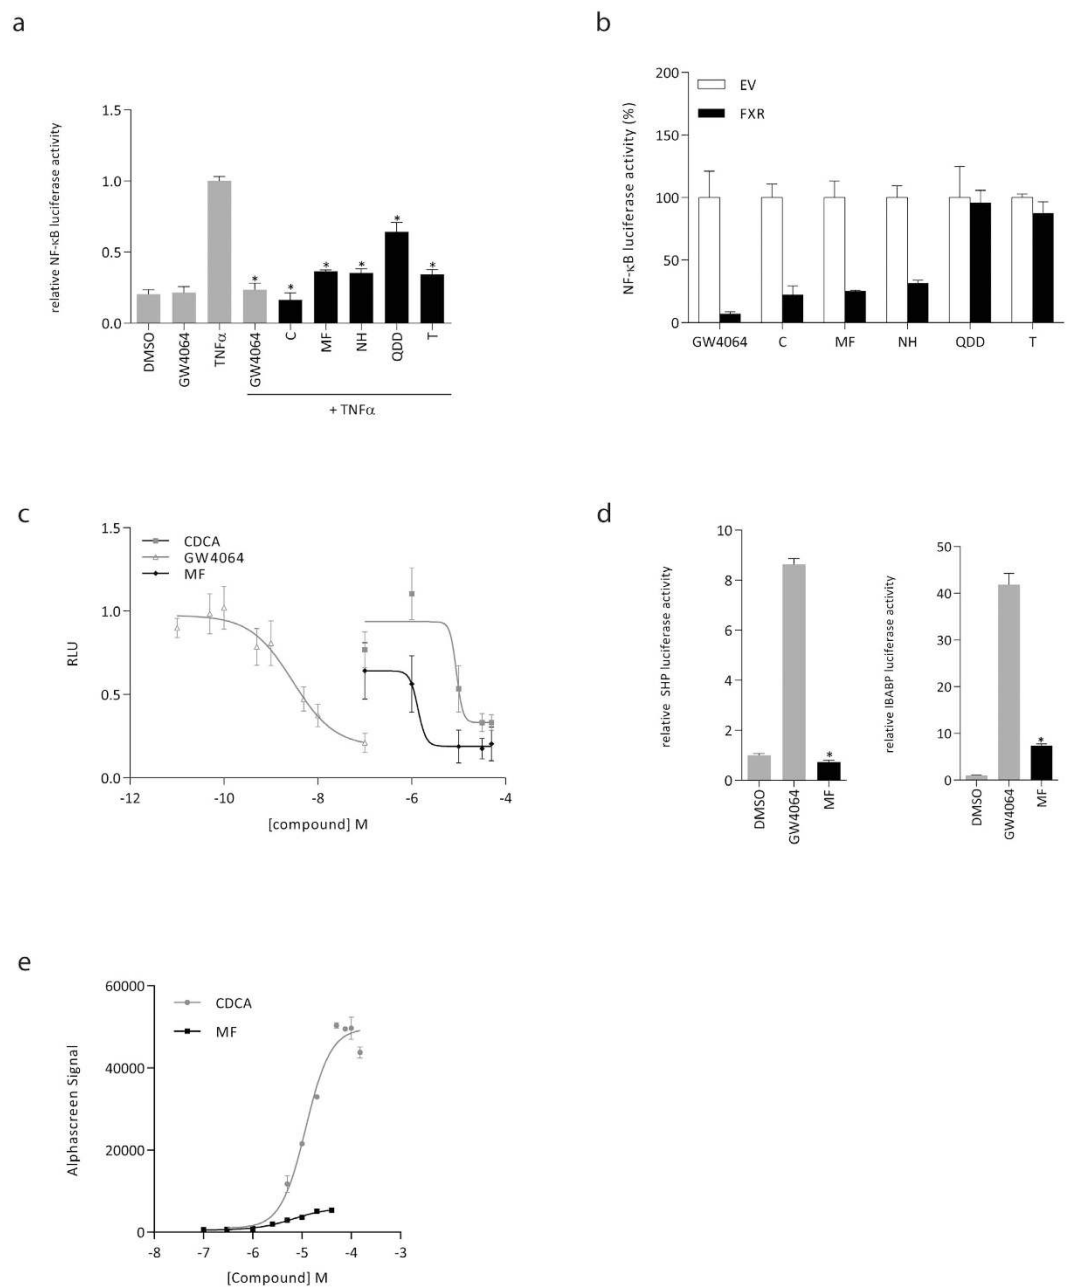 a
relative NF-κB luciferase activity
1.5
1.0
0.5
0.0
* * * * * *
DMSO
GW4064
TNFα
GW4064
C
MF
NH
QDD
T
+ TNFα
b
NF-κB luciferase activity (%)
200
150
100
50
0
EV
FXR
GW4064 C MF NH QDD T
c
RLU
1.5
1.0
0.5
0.0
CDCA
GW4064
MF
-12 -10 -8 -6 -4
[compound] M
d
relative SHP luciferase activity
10
8
6
4
2
0
*
DMSO
GW4064
MF
relative IBABP luciferase activity
50
40
30
20
10
0
*
DMSO
GW4064
MF
e
Alphascreen Signal
60000
40000
20000
0
CDCA
MF
-8 -7 -6 -5 -4 -3
[Compound] M